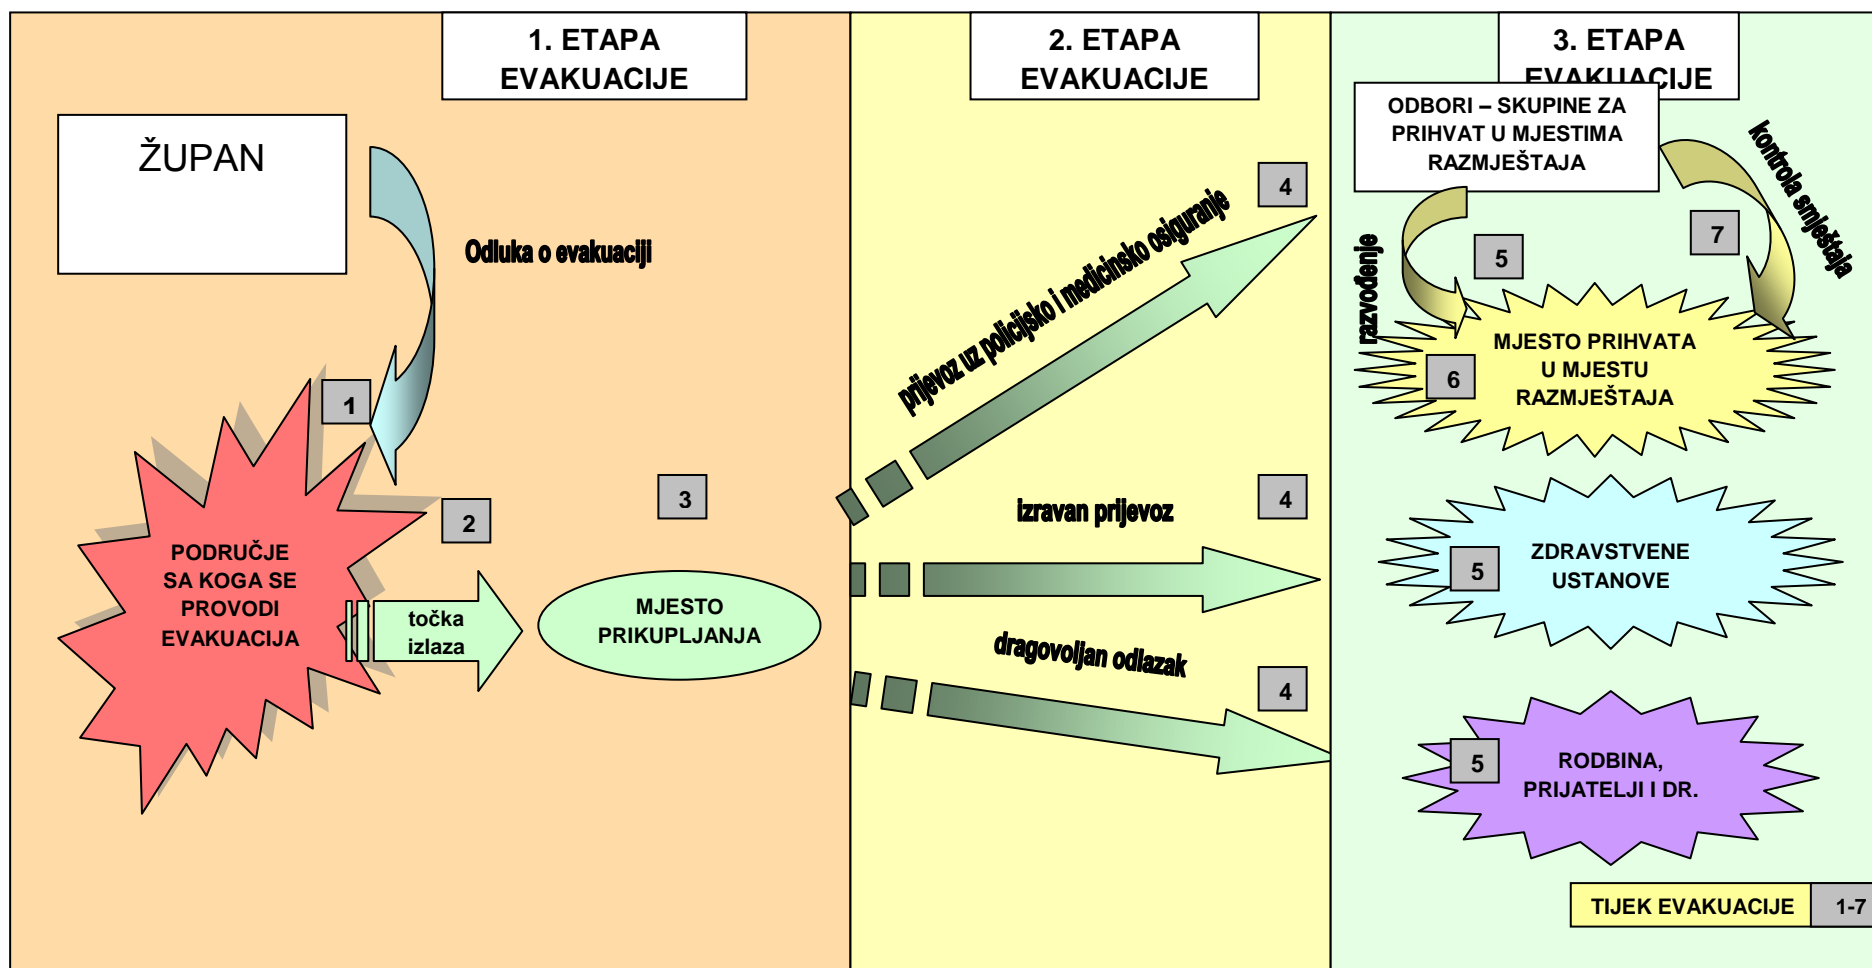 1. ETAPA
EVAKUACIJE
ŽUPAN
Odluka o evakuaciji
1
2
3
PODRUČJE
SA KOGA SE
PROVODI
EVAKUACIJA
točka
izlaza
MJESTO
PRIKUPLJANJA
2. ETAPA
EVAKUACIJE
4
prijevoz uz policijsko i medicinsko osiguranje
4
izravan prijevoz
4
dragovoljan odlazak
3. ETAPA
EVAKUACIJE
ODBORI – SKUPINE ZA
PRIHVAT U MJESTIMA
RAZMJEŠTAJA
kontrola smještaja
7
5
razvođenje
MJESTO PRIHVATA
U MJESTU
RAZMJEŠTAJA
6
ZDRAVSTVENE
USTANOVE
5
RODBINA,
PRIJATELJI I DR.
5
TIJEK EVAKUACIJE 1-7